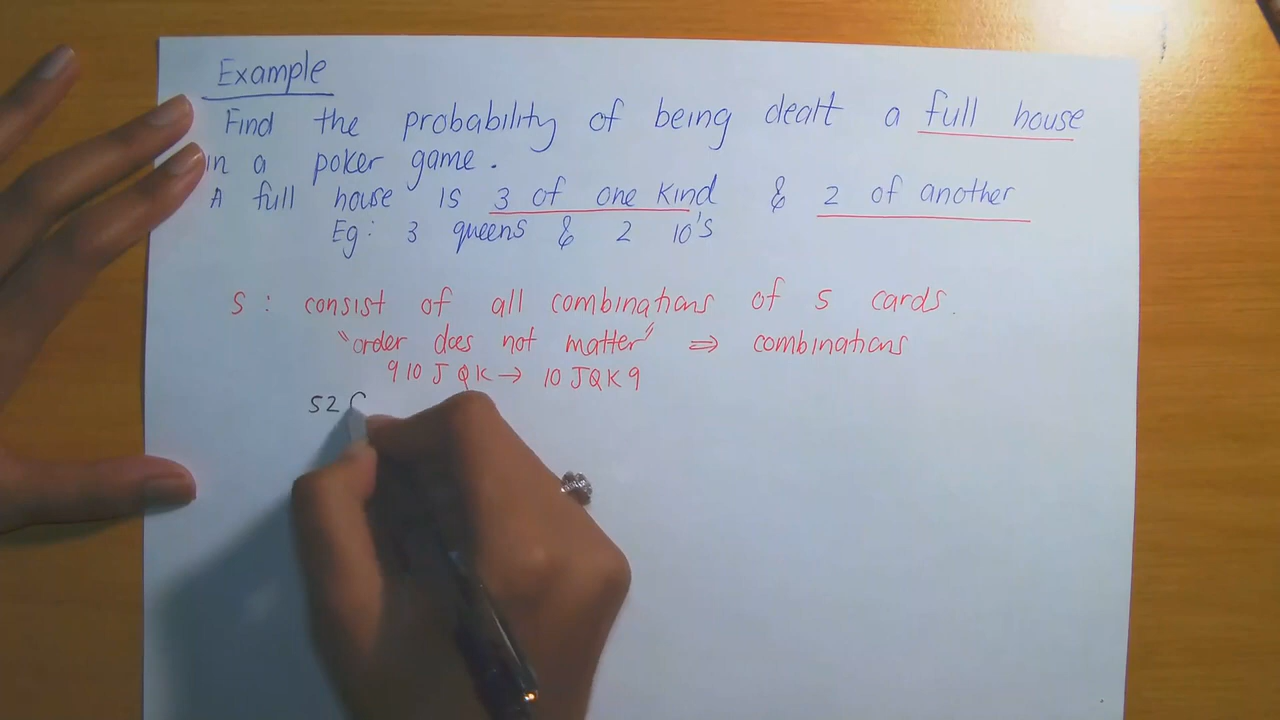 Example
Find the probability of being dealt a full house
in a poker game.
A full house is 3 of one kind & 2 of another
Eg: 3 queens & 2 10's
S: consist of all combinations of 5 cards.
"order does not matter" ⇒ combinations
9 10 J Q K → 10 J Q K 9
52 C